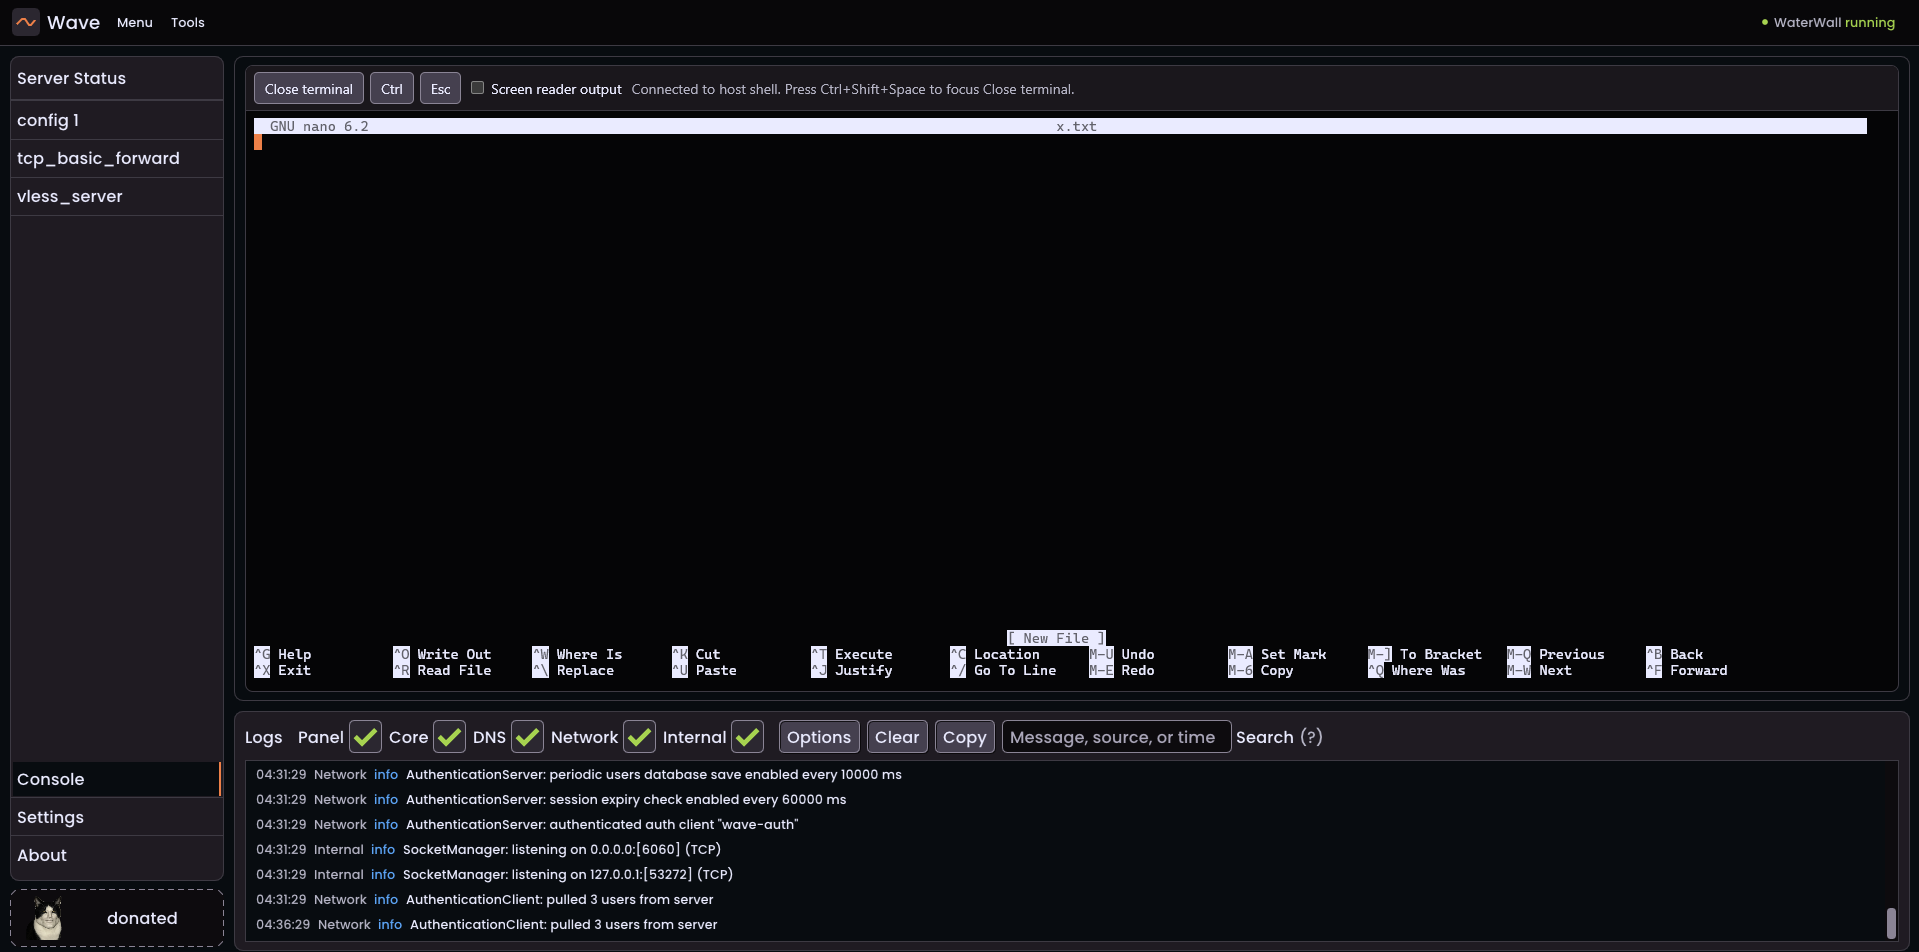 Wave Menu Tools
WaterWall running
Server Status
config 1
tcp_basic_forward
vless_server
Console
Settings
About
donated
Close terminal Ctrl Esc Screen reader output Connected to host shell. Press Ctrl+Shift+Space to focus Close terminal.
GNU nano 6.2 x.txt
[ New File ]
^G Help ^O Write Out ^W Where Is ^K Cut ^T Execute ^C Location M-U Undo M-A Set Mark M-] To Bracket M-Q Previous ^B Back
^X Exit ^R Read File ^\ Replace ^U Paste ^J Justify ^/ Go To Line M-E Redo M-6 Copy ^Q Where Was M-W Next ^F Forward
Logs Panel Core DNS Network Internal Options Clear Copy Message, source, or time Search (?)
04:31:29 Network info AuthenticationServer: periodic users database save enabled every 10000 ms
04:31:29 Network info AuthenticationServer: session expiry check enabled every 60000 ms
04:31:29 Network info AuthenticationServer: authenticated auth client "wave-auth"
04:31:29 Internal info SocketManager: listening on 0.0.0.0:[6060] (TCP)
04:31:29 Internal info SocketManager: listening on 127.0.0.1:[53272] (TCP)
04:31:29 Network info AuthenticationClient: pulled 3 users from server
04:36:29 Network info AuthenticationClient: pulled 3 users from server